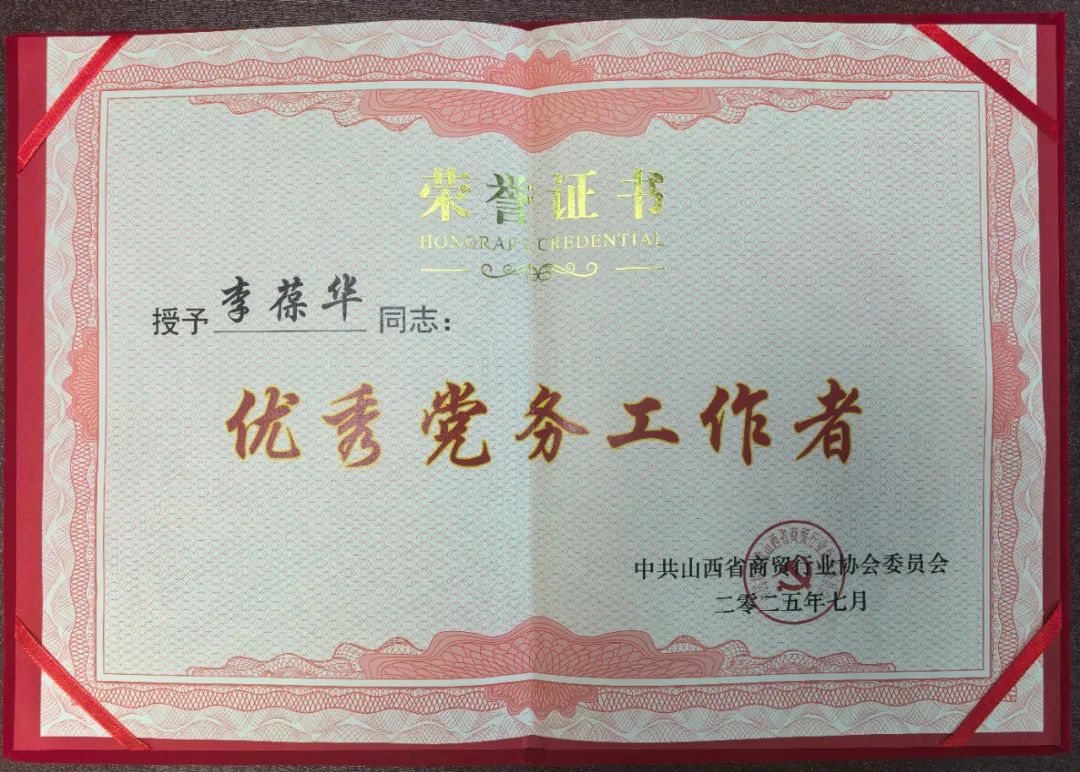 荣誉证书
HONORARY CREDENTIAL
授予 李葆华 同志：
优秀党务工作者
中共山西省商贸行业协会委员会
二零二五年七月